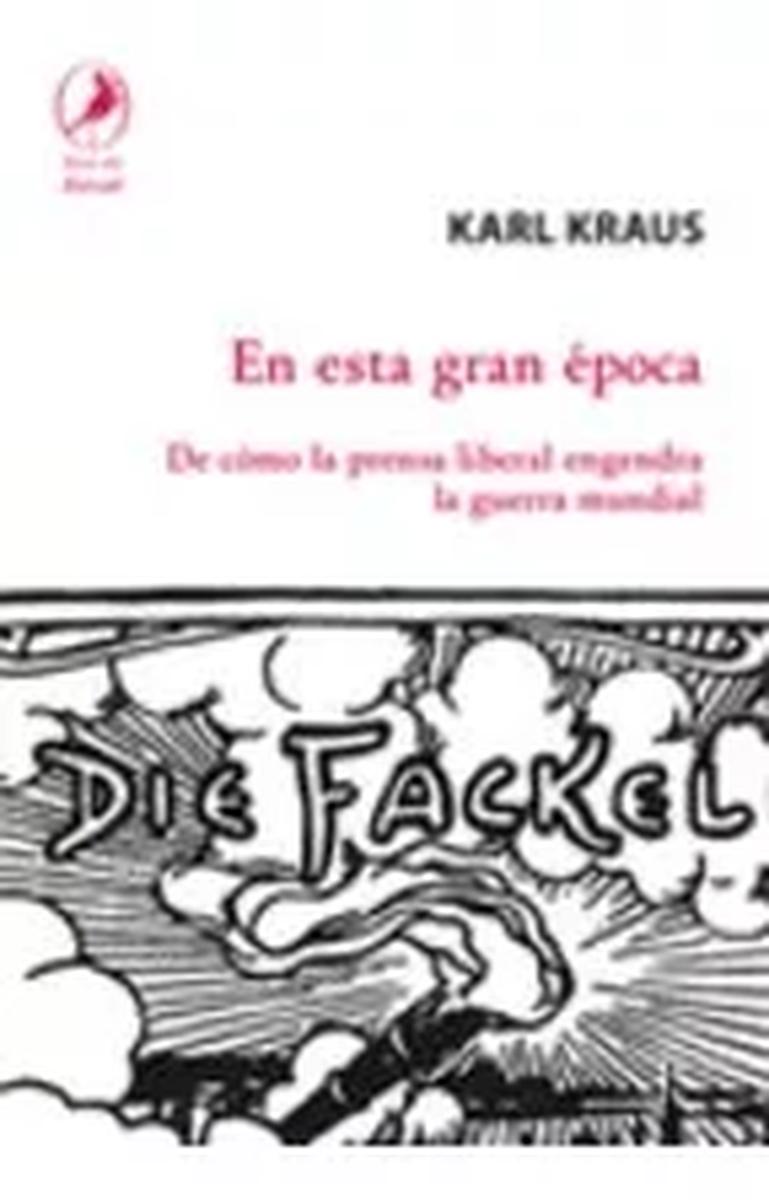 KARL KRAUS
En esta gran época
De cómo la prensa liberal engendra
la guerra mundial
DIE FACKEL